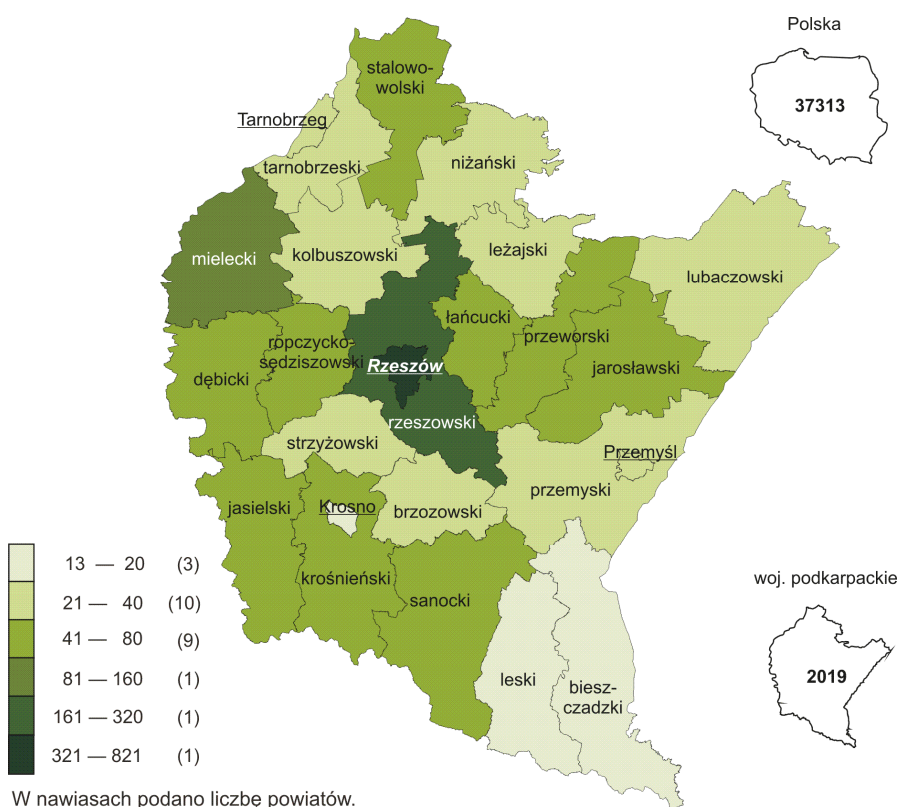 Polska
37313
stalowo-
wolski
Tarnobrzeg
tarnobrzeski
niżański
mielecki
kolbuszowski
leżajski
lubaczowski
łańcucki
ropczycko-
sędziszowski
przeworski
Rzeszów
jarosławski
dębicki
rzeszowski
strzyżowski
Przemyśl
przemyski
jasielski
Krosno
brzozowski
krośnieński
sanocki
leski
biesz-
czadzki
woj. podkarpackie
2019
13 — 20 (3)
21 — 40 (10)
41 — 80 (9)
81 — 160 (1)
161 — 320 (1)
321 — 821 (1)
W nawiasach podano liczbę powiatów.